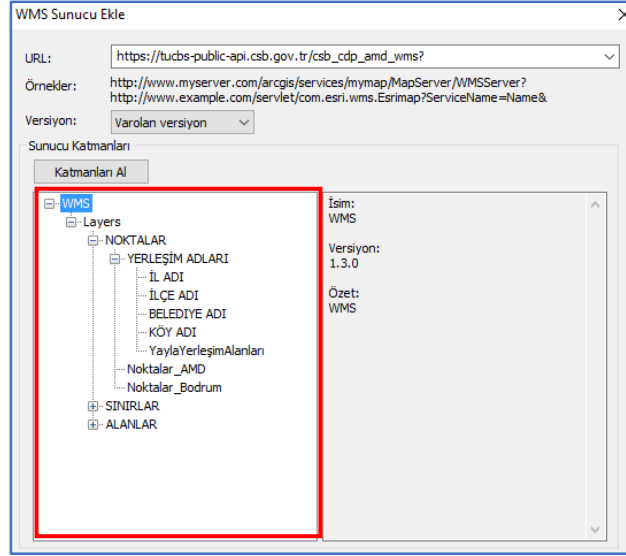 WMS Sunucu Ekle
URL:
https://tucbs-public-api.csb.gov.tr/csb_cdp_amd_wms?
Örnekler:
http://www.myserver.com/arcgis/services/mymap/MapServer/WMSServer?
http://www.example.com/servlet/com.esri.wms.Esrimap?ServiceName=Name&
Versiyon:
Varolan versiyon
Sunucu Katmanları
Katmanları Al
WMS
Layers
NOKTALAR
YERLEŞİM ADLARI
İL ADI
İLÇE ADI
BELEDIYE ADI
KÖY ADI
YaylaYerleşimAlanları
Noktalar_AMD
Noktalar_Bodrum
SINIRLAR
ALANLAR
İsim:
WMS
Versiyon:
1.3.0
Özet:
WMS